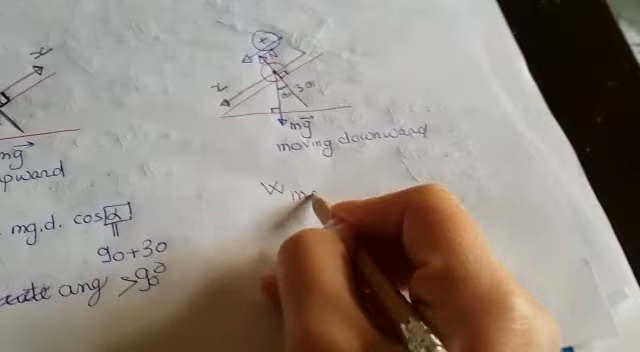 x
x
x
30
mg→
mg→
moving downward
upward
W m
mg.d. cos α
90+30
ang >90°